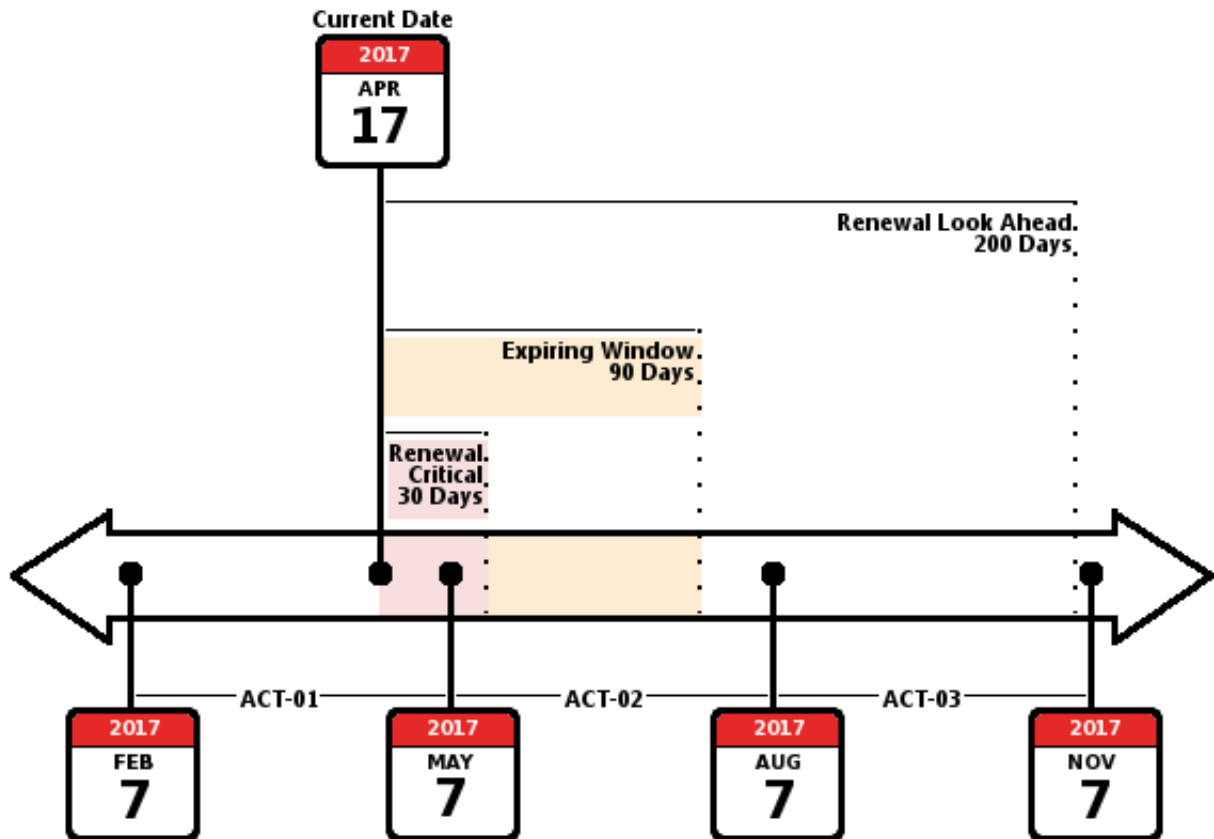 Current Date
2017
APR
17
Renewal Look Ahead
200 Days
Expiring Window
90 Days
Renewal
Critical
30 Days
ACT-01
ACT-02
ACT-03
2017
FEB
7
2017
MAY
7
2017
AUG
7
2017
NOV
7